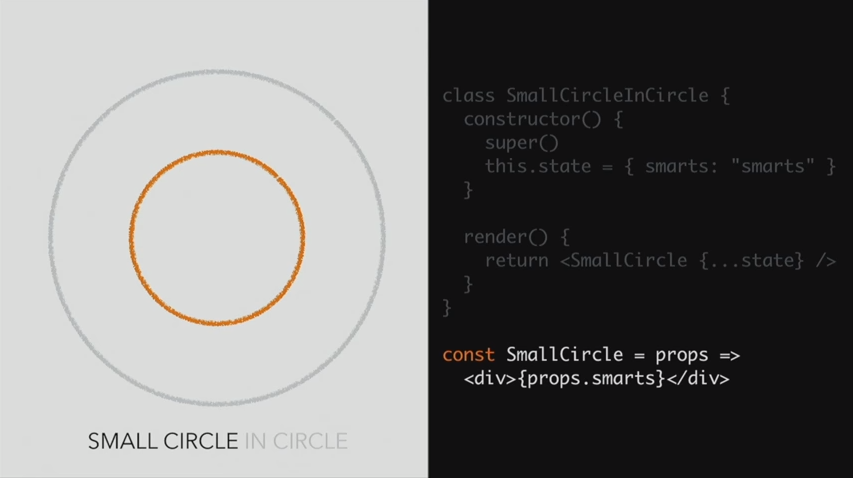 SMALL CIRCLE IN CIRCLE
class SmallCircleInCircle {
  constructor() {
    super()
    this.state = { smarts: "smarts" }
  }

  render() {
    return <SmallCircle {...state} />
  }
}

const SmallCircle = props =>
  <div>{props.smarts}</div>